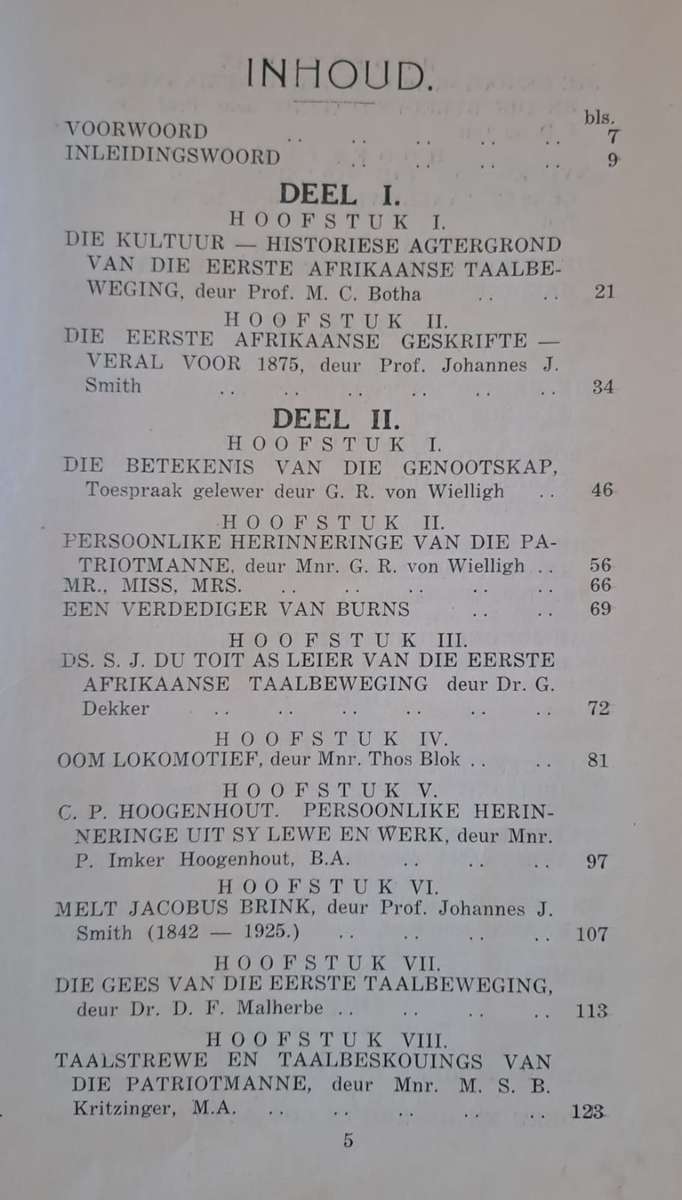 INHOUD.
bls.
VOORWOORD .. .. .. .. .. 7
INLEIDINGSWOORD .. .. .. .. 9
DEEL I.
HOOFSTUK I.
DIE KULTUUR — HISTORIESE AGTERGROND
VAN DIE EERSTE AFRIKAANSE TAALBE-
WEGING, deur Prof. M. C. Botha .. .. 21
HOOFSTUK II.
DIE EERSTE AFRIKAANSE GESKRIFTE —
VERAL VOOR 1875, deur Prof. Johannes J.
Smith .. .. .. .. .. .. 34
DEEL II.
HOOFSTUK I.
DIE BETEKENIS VAN DIE GENOOTSKAP,
Toespraak gelewer deur G. R. von Wielligh .. 46
HOOFSTUK II.
PERSOONLIKE HERINNERINGE VAN DIE PA-
TRIOTMANNE, deur Mnr. G. R. von Wielligh .. 56
MR., MISS, MRS. .. .. .. .. .. 66
EEN VERDEDIGER VAN BURNS .. .. 69
HOOFSTUK III.
DS. S. J. DU TOIT AS LEIER VAN DIE EERSTE
AFRIKAANSE TAALBEWEGING deur Dr. G.
Dekker .. .. .. .. .. .. 72
HOOFSTUK IV.
OOM LOKOMOTIEF, deur Mnr. Thos Blok .. .. 81
HOOFSTUK V.
C. P. HOOGENHOUT. PERSOONLIKE HERIN-
NERINGE UIT SY LEWE EN WERK, deur Mnr.
P. Imker Hoogenhout, B.A. .. .. .. 97
HOOFSTUK VI.
MELT JACOBUS BRINK, deur Prof. Johannes J.
Smith (1842 — 1925.) .. .. .. .. 107
HOOFSTUK VII.
DIE GEES VAN DIE EERSTE TAALBEWEGING,
deur Dr. D. F. Malherbe .. .. .. .. 113
HOOFSTUK VIII.
TAALSTREWE EN TAALBESKOUINGS VAN
DIE PATRIOTMANNE, deur Mnr. M. S. B.
Kritzinger, M.A. .. .. .. .. .. 123
5